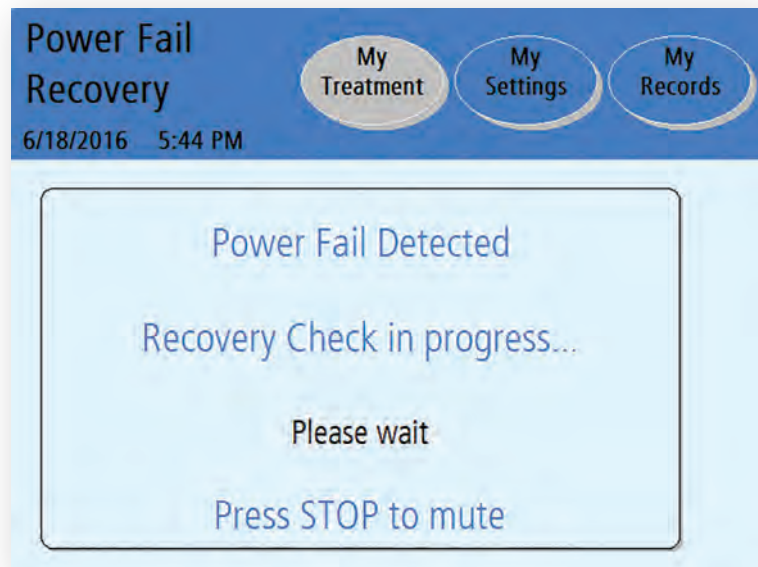 Power Fail
Recovery
6/18/2016 5:44 PM
My
Treatment
My
Settings
My
Records
Power Fail Detected
Recovery Check in progress...
Please wait
Press STOP to mute